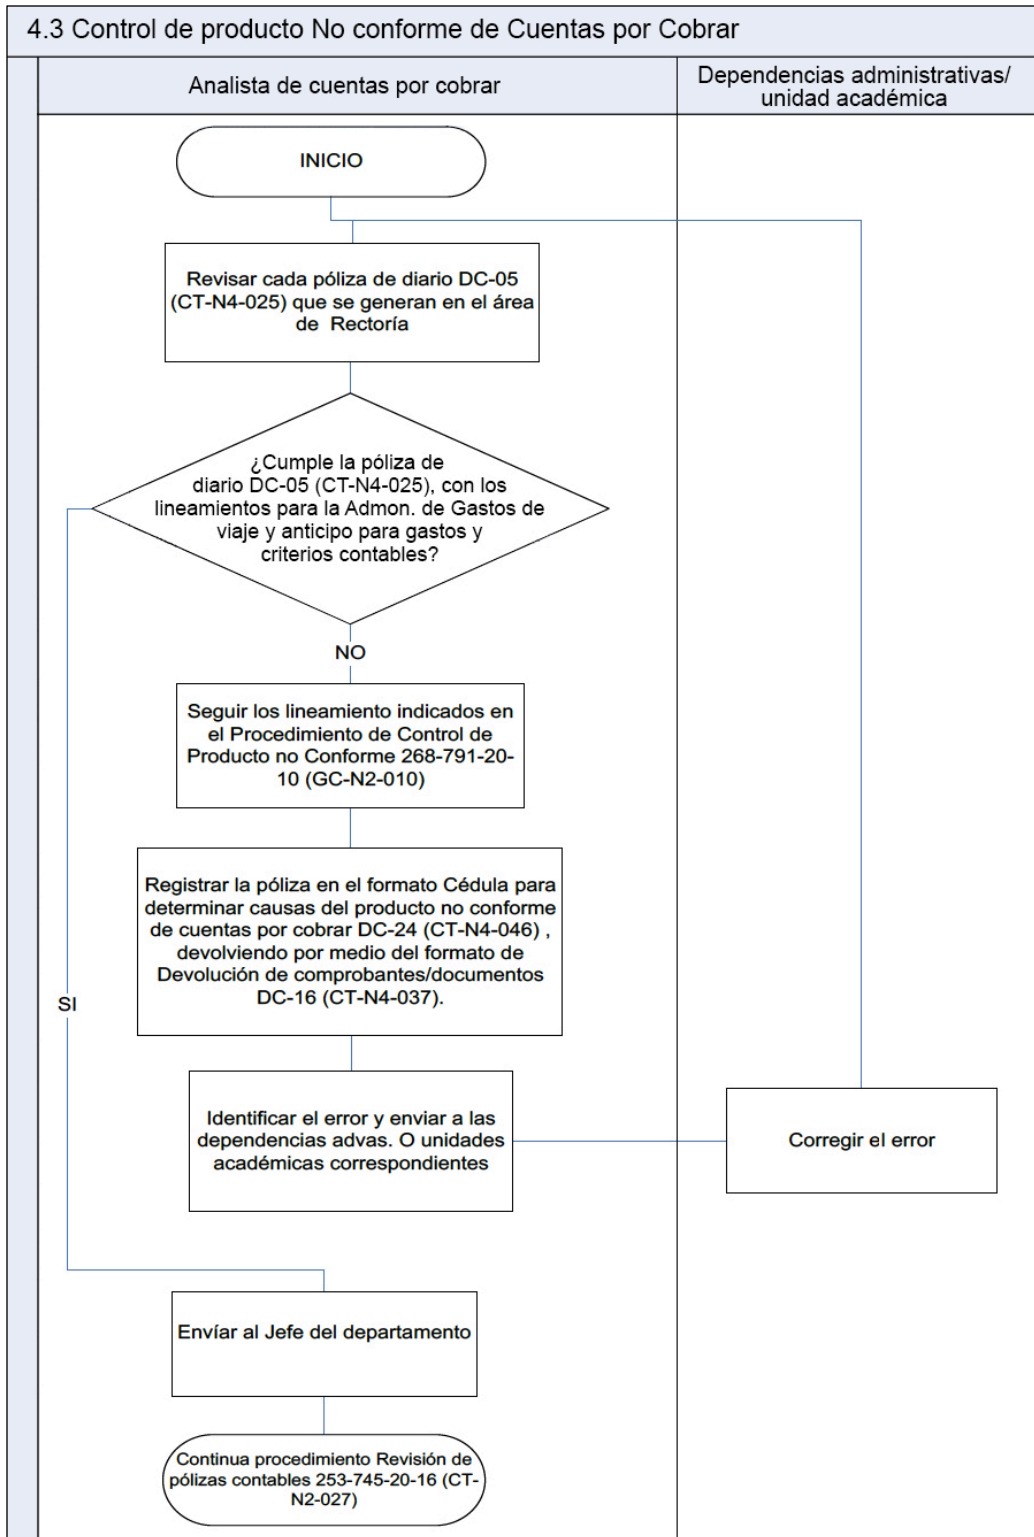 4.3 Control de producto No conforme de Cuentas por Cobrar
Analista de cuentas por cobrar
Dependencias administrativas/
unidad académica
INICIO
Revisar cada póliza de diario DC-05
(CT-N4-025) que se generan en el área
de Rectoría
¿Cumple la póliza de
diario DC-05 (CT-N4-025), con los
lineamientos para la Admon. de Gastos de
viaje y anticipo para gastos y
criterios contables?
NO
Seguir los lineamiento indicados en
el Procedimiento de Control de
Producto no Conforme 268-791-20-
10 (GC-N2-010)
Registrar la póliza en el formato Cédula para
determinar causas del producto no conforme
de cuentas por cobrar DC-24 (CT-N4-046) ,
devolviendo por medio del formato de
Devolución de comprobantes/documentos
DC-16 (CT-N4-037).
SI
Identificar el error y enviar a las
dependencias advas. O unidades
académicas correspondientes
Corregir el error
Envíar al Jefe del departamento
Continua procedimiento Revisión de
pólizas contables 253-745-20-16 (CT-
N2-027)